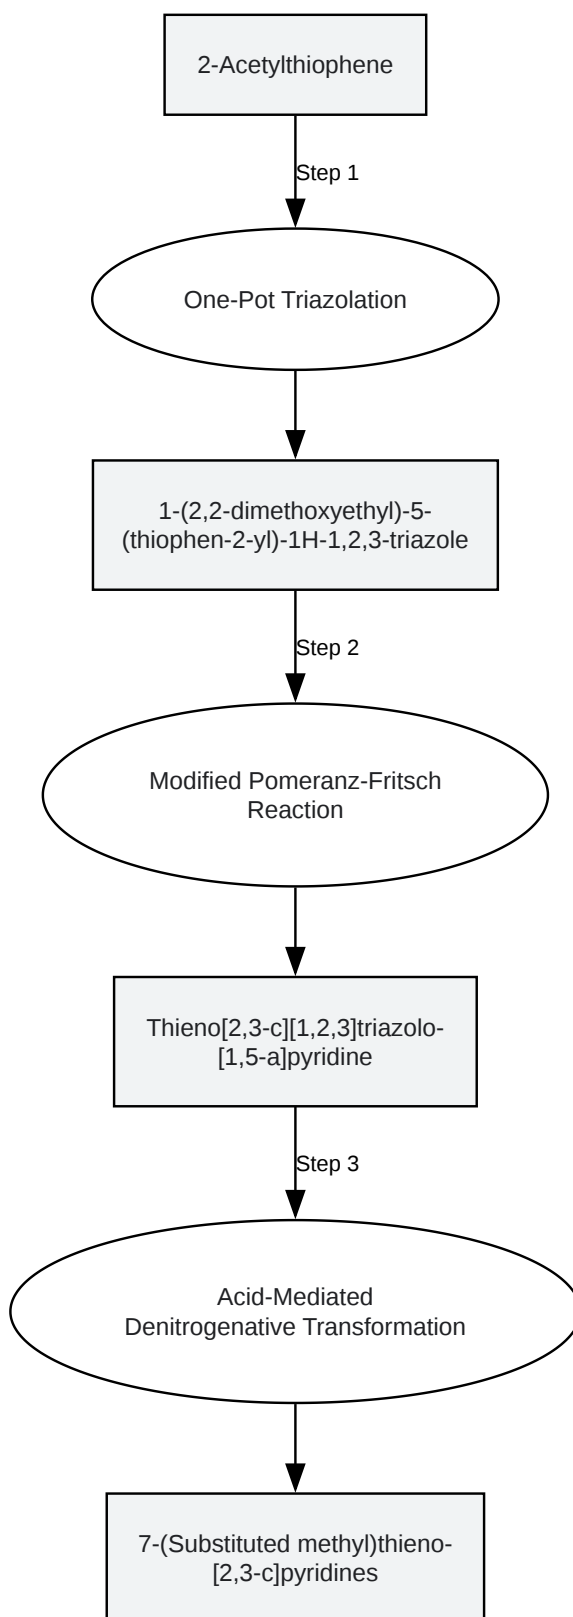 2-Acetylthiophene
Step 1
One-Pot Triazolation
1-(2,2-dimethoxyethyl)-5-
(thiophen-2-yl)-1H-1,2,3-triazole
Step 2
Modified Pomeranz-Fritsch
Reaction
Thieno[2,3-c][1,2,3]triazolo-
[1,5-a]pyridine
Step 3
Acid-Mediated
Denitrogenative Transformation
7-(Substituted methyl)thieno-
[2,3-c]pyridines